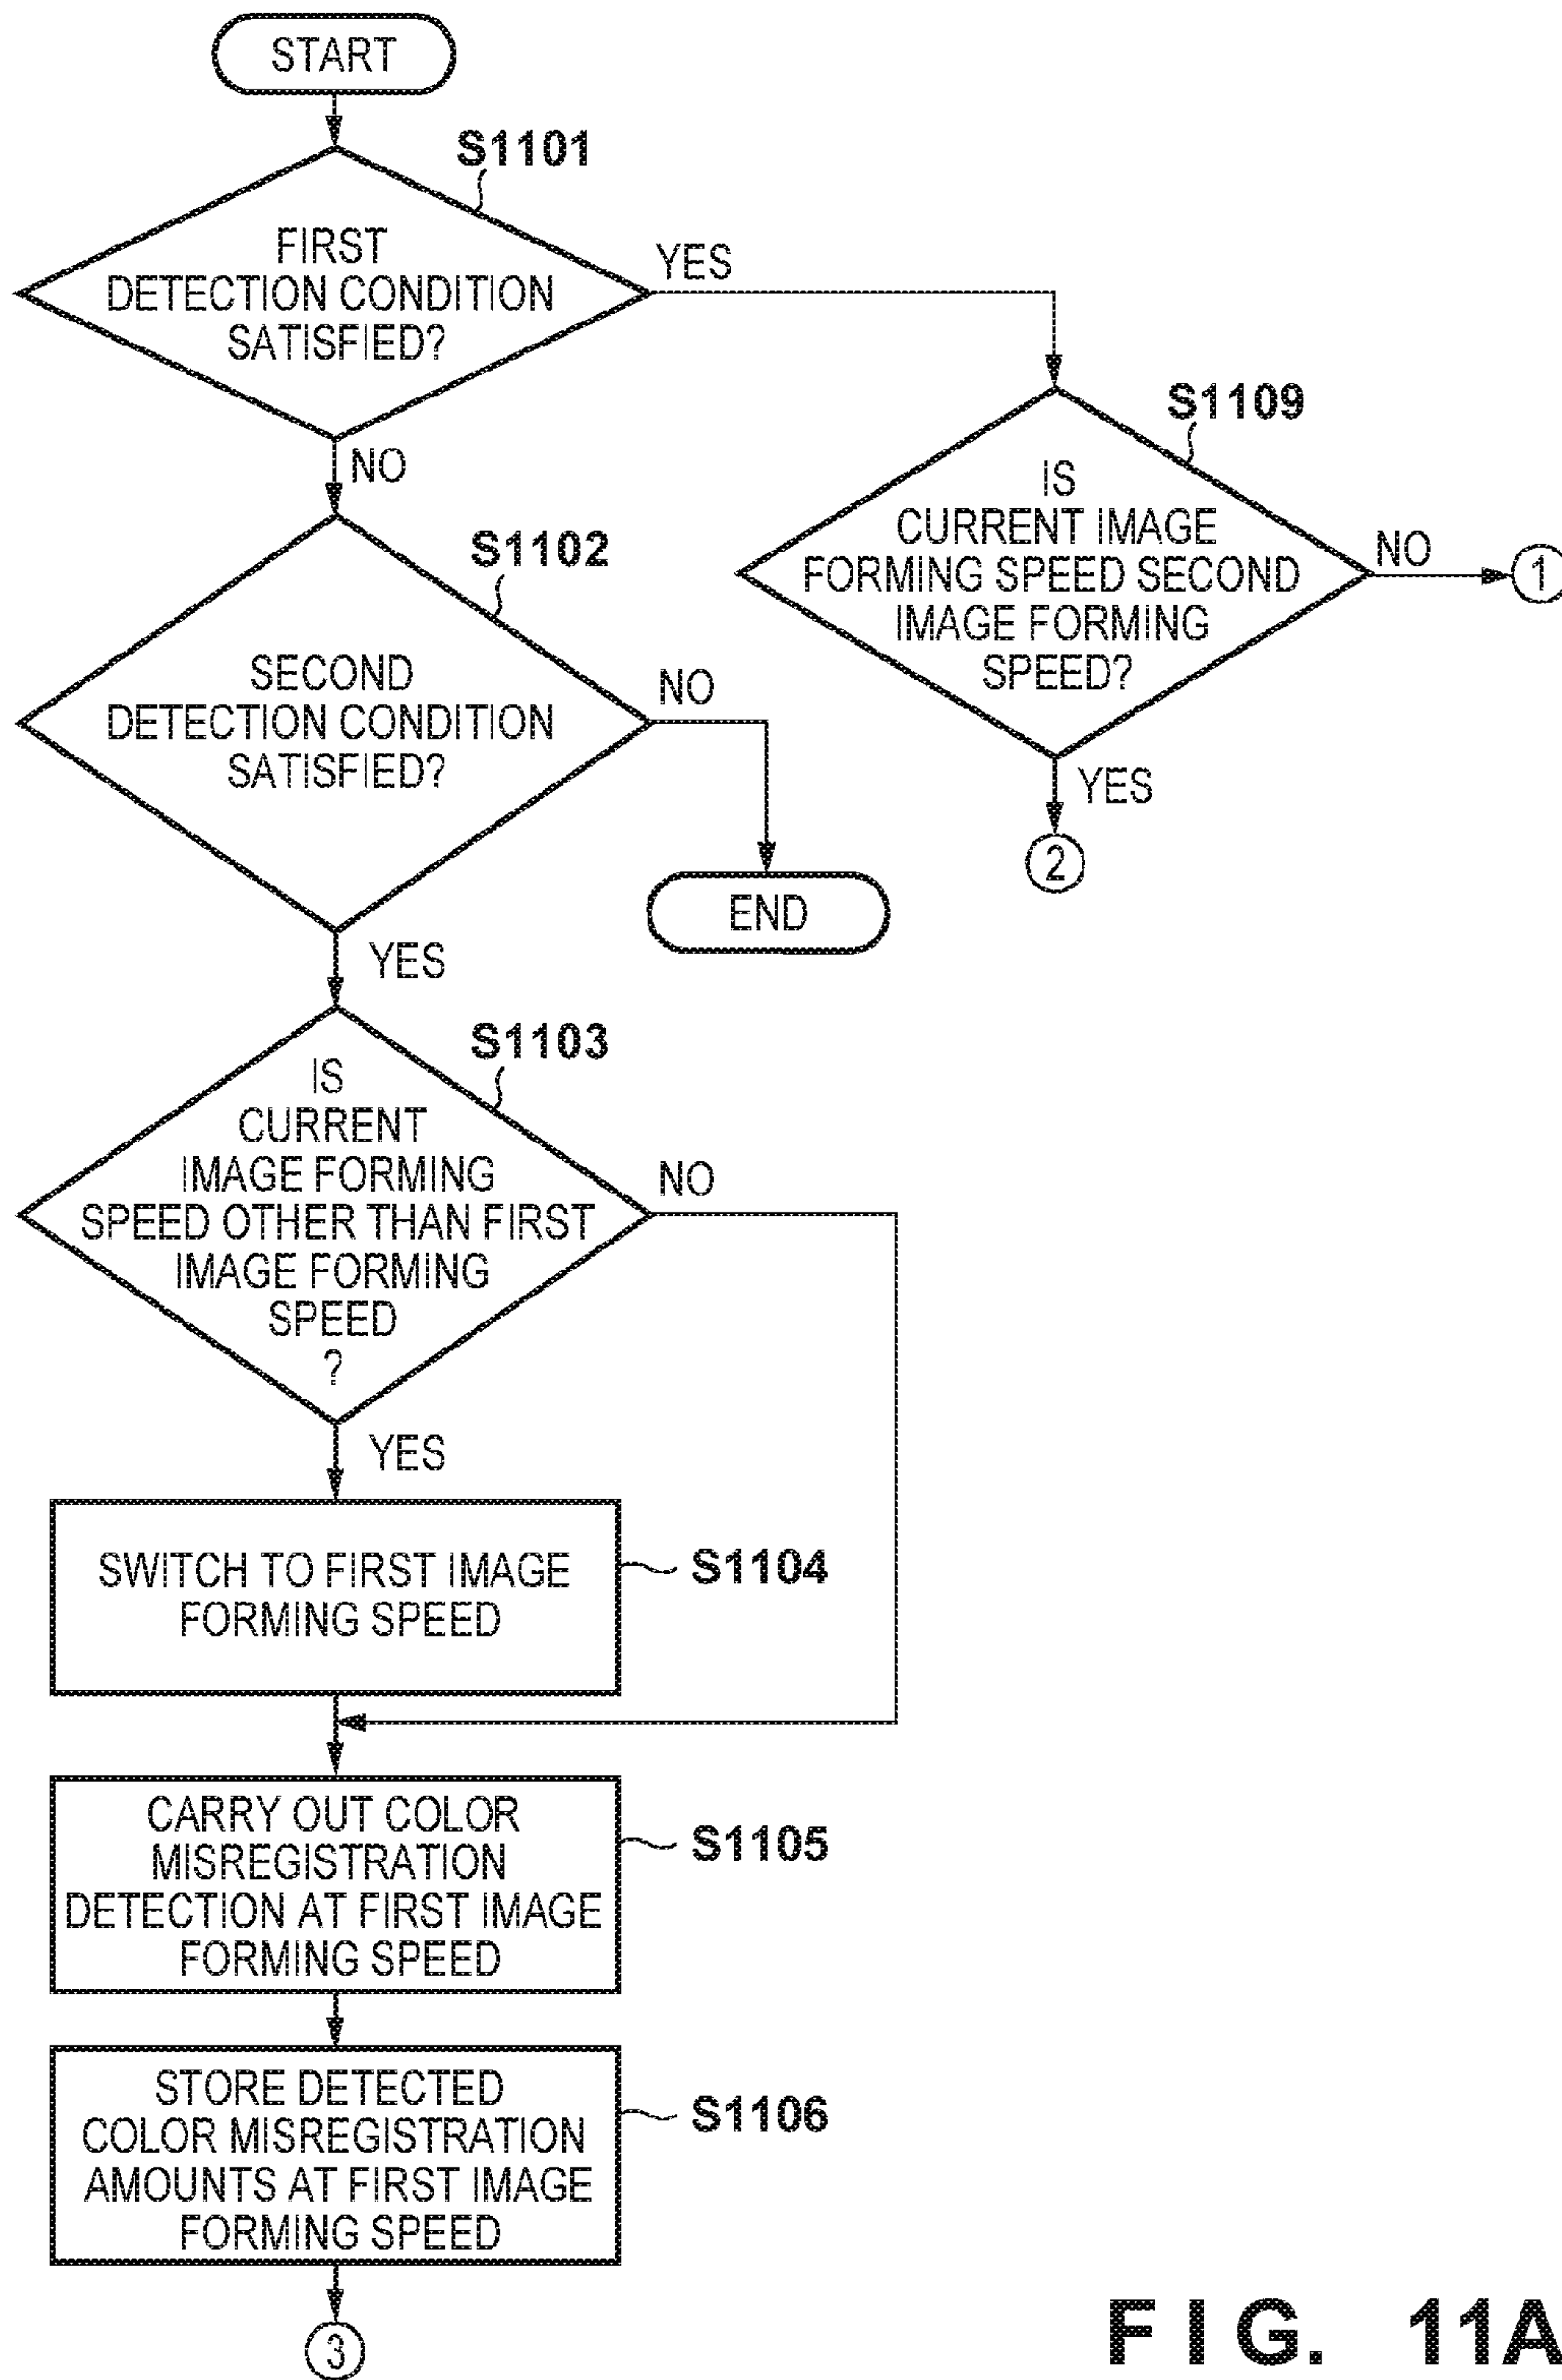 START
S1101
FIRST
DETECTION CONDITION
SATISFIED?
YES
NO
S1109
IS
CURRENT IMAGE
FORMING SPEED SECOND
IMAGE FORMING
SPEED?
NO
1
YES
2
S1102
SECOND
DETECTION CONDITION
SATISFIED?
NO
END
YES
S1103
IS
CURRENT
IMAGE FORMING
SPEED OTHER THAN FIRST
IMAGE FORMING
SPEED
?
NO
YES
SWITCH TO FIRST IMAGE
FORMING SPEED
S1104
CARRY OUT COLOR
MISREGISTRATION
DETECTION AT FIRST IMAGE
FORMING SPEED
S1105
STORE DETECTED
COLOR MISREGISTRATION
AMOUNTS AT FIRST IMAGE
FORMING SPEED
S1106
3
FIG. 11A